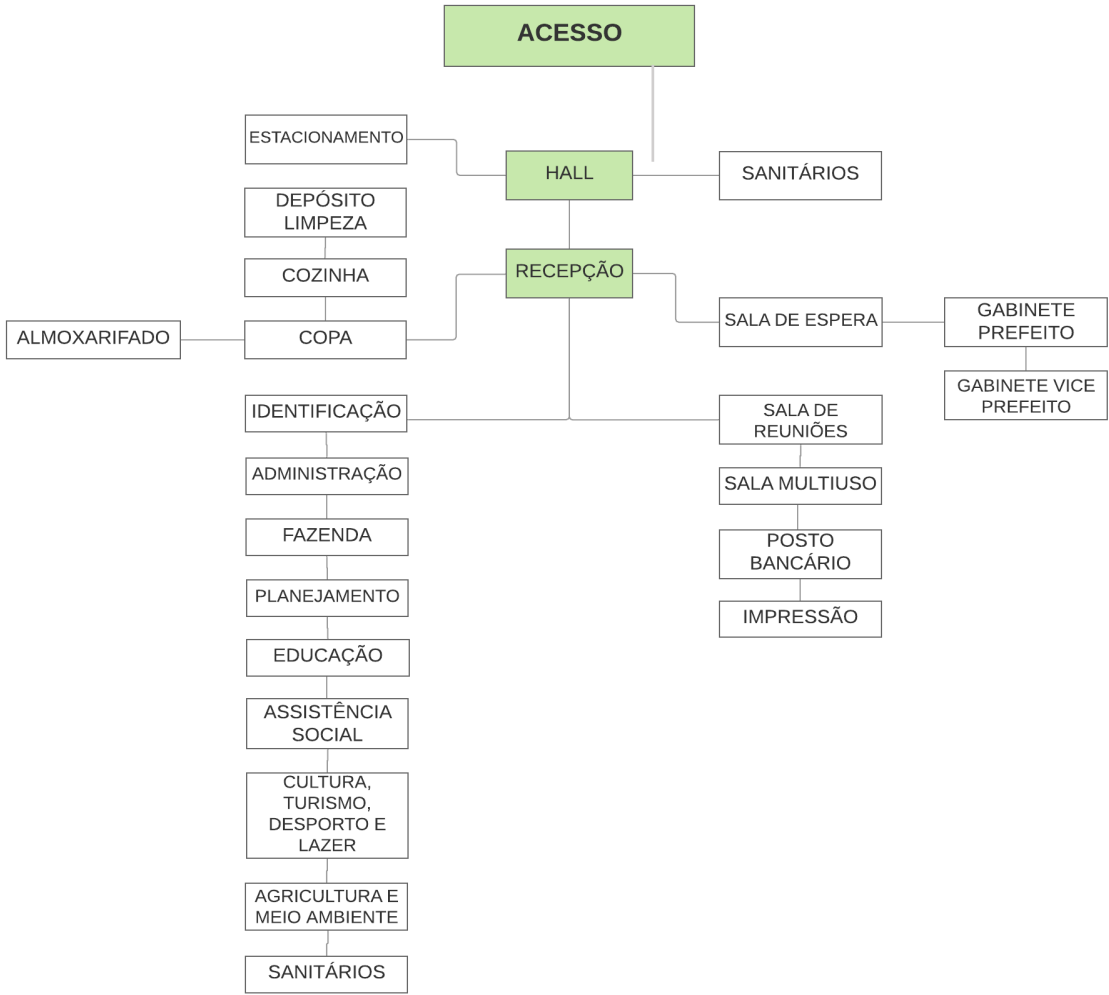 ACESSO
ESTACIONAMENTO
HALL
SANITÁRIOS
DEPÓSITO
LIMPEZA
COZINHA
RECEPÇÃO
ALMOXARIFADO
COPA
SALA DE ESPERA
GABINETE
PREFEITO
GABINETE VICE
PREFEITO
IDENTIFICAÇÃO
ADMINISTRAÇÃO
FAZENDA
PLANEJAMENTO
EDUCAÇÃO
ASSISTÊNCIA
SOCIAL
CULTURA,
TURISMO,
DESPORTO E
LAZER
AGRICULTURA E
MEIO AMBIENTE
SANITÁRIOS
SALA DE
REUNIÕES
SALA MULTIUSO
POSTO
BANCÁRIO
IMPRESSÃO